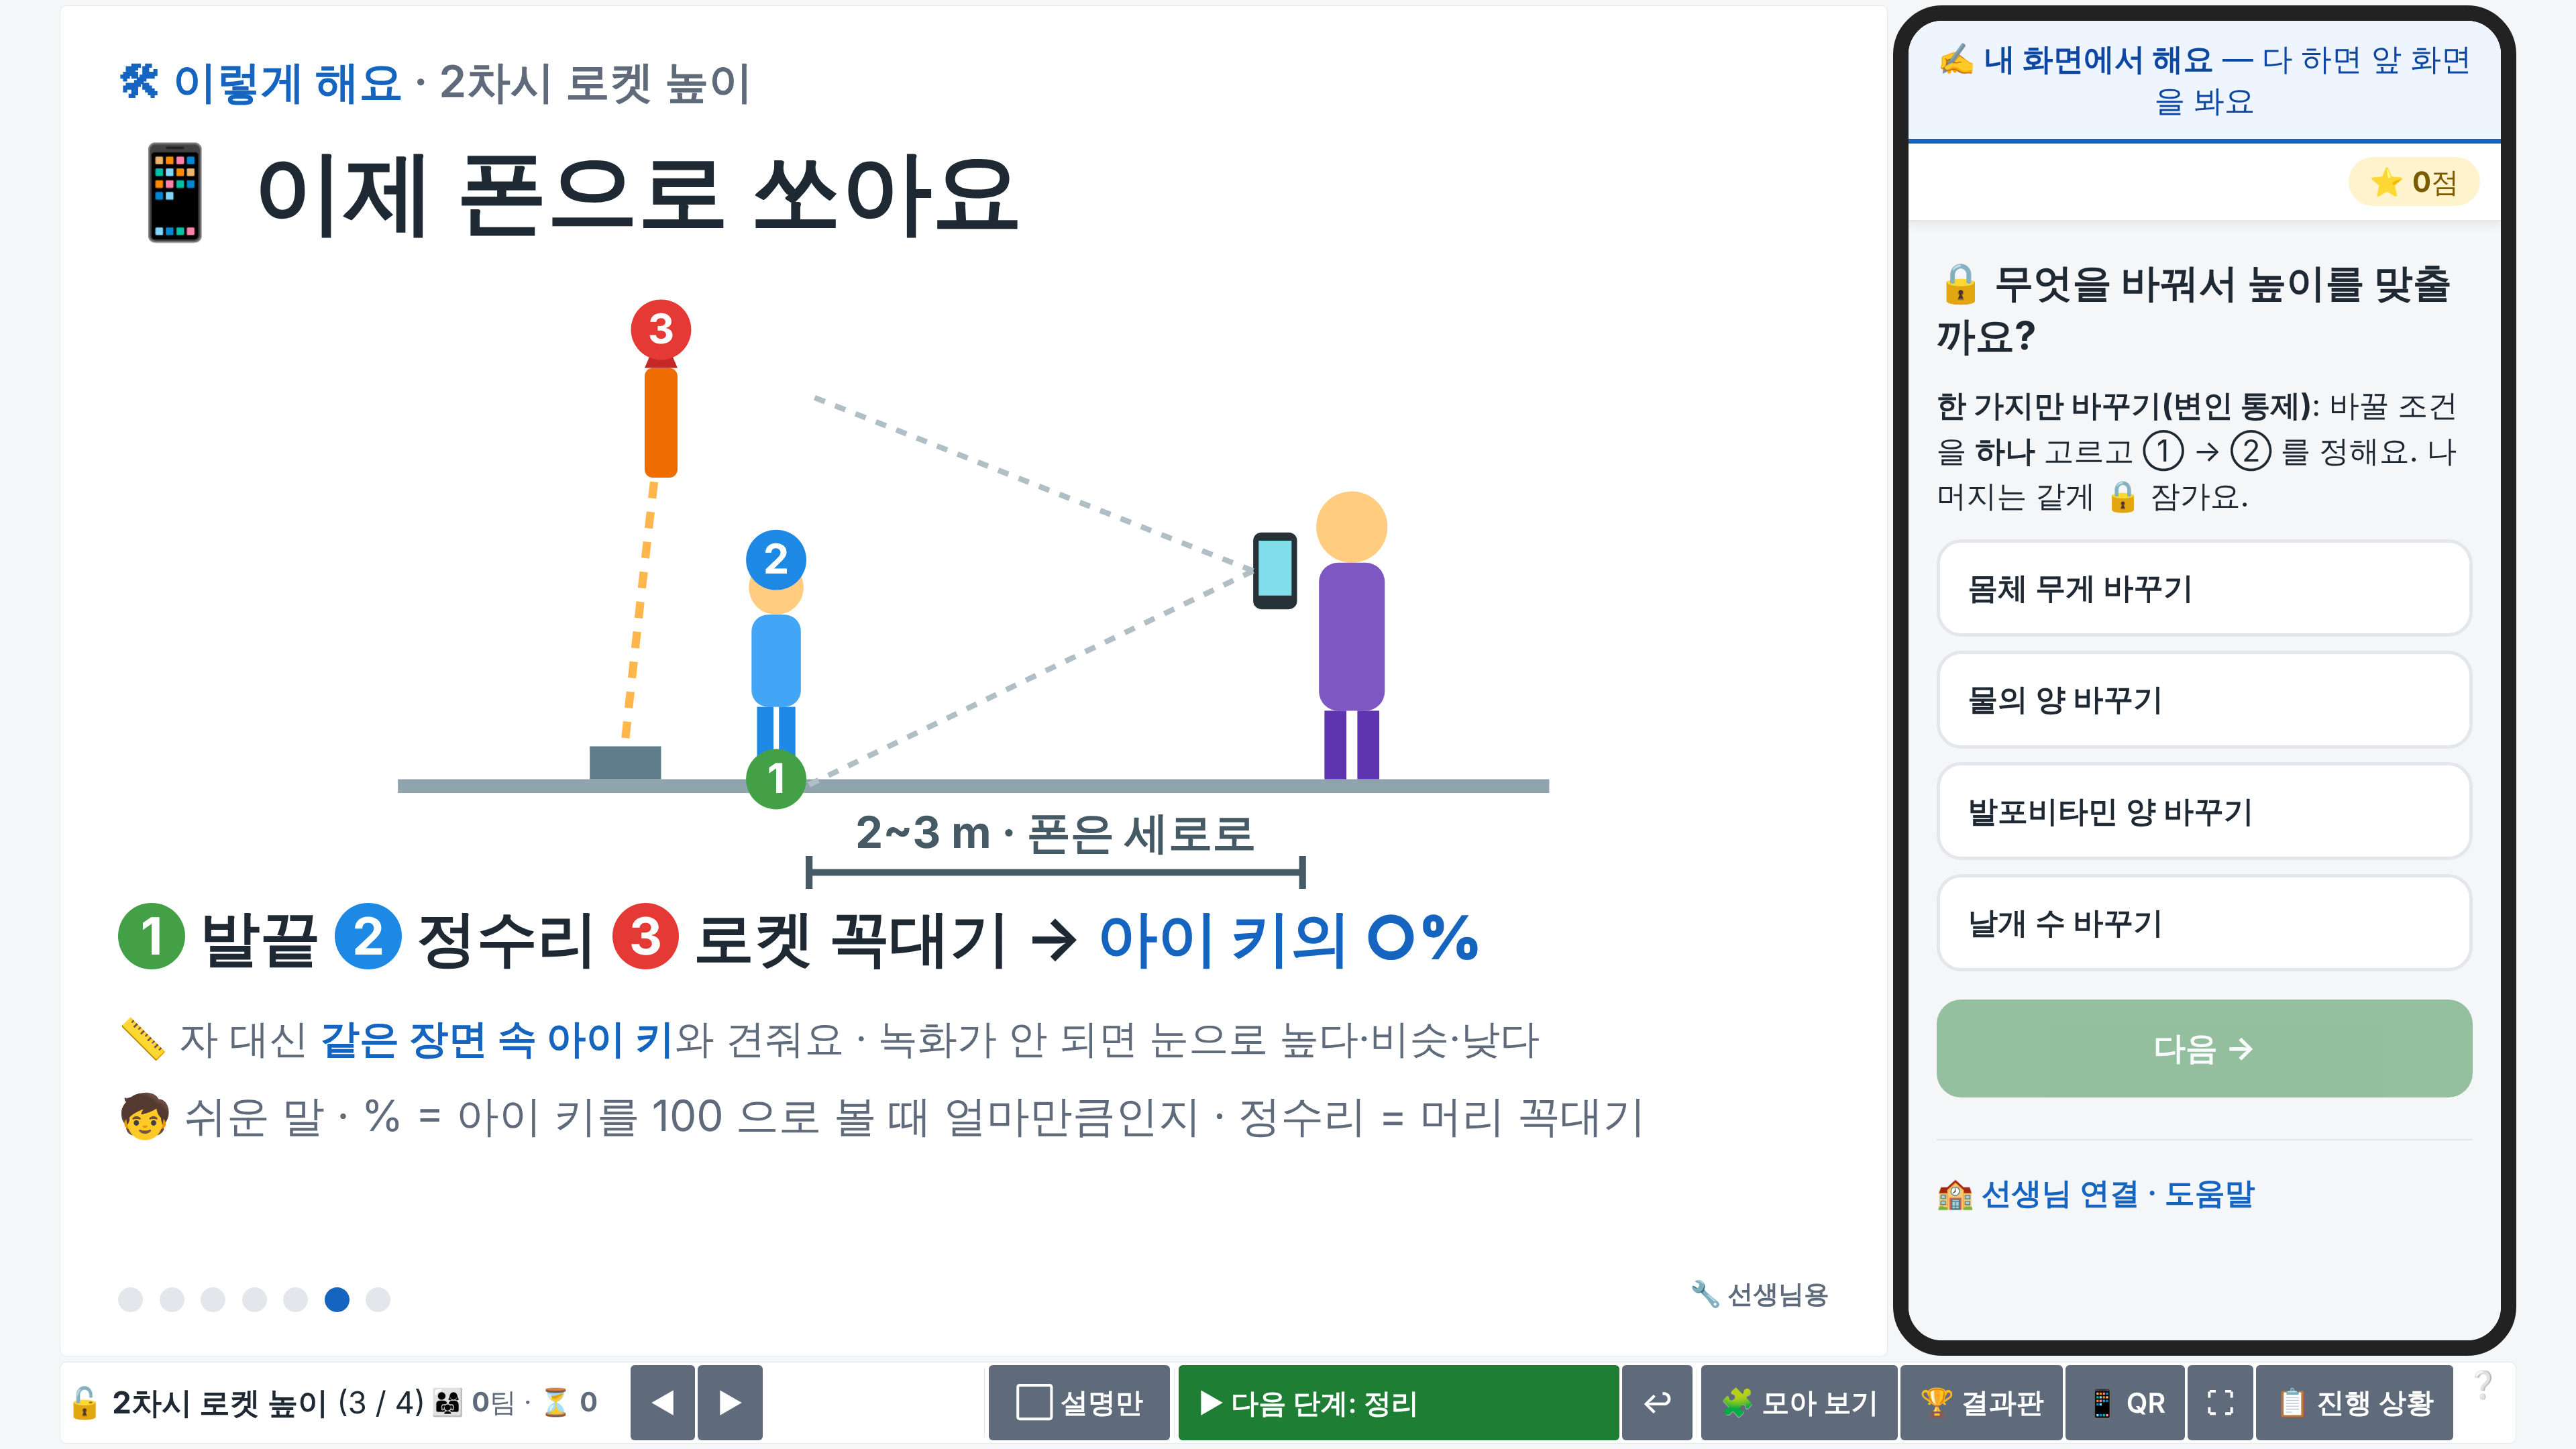 🛠 이렇게 해요 · 2차시 로켓 높이
📱 이제 폰으로 쏘아요
3
2
1
2~3 m · 폰은 세로로
1 발끝 2 정수리 3 로켓 꼭대기 → 아이 키의 O%
📏 자 대신 같은 장면 속 아이 키와 견줘요 · 녹화가 안 되면 눈으로 높다·비슷·낮다
🧒 쉬운 말 · % = 아이 키를 100 으로 볼 때 얼마만큼인지 · 정수리 = 머리 꼭대기
🔧 선생님용
✍️ 내 화면에서 해요 — 다 하면 앞 화면
을 봐요
⭐ 0점
🔒 무엇을 바꿔서 높이를 맞출
까요?
한 가지만 바꾸기(변인 통제): 바꿀 조건
을 하나 고르고 ① → ② 를 정해요. 나
머지는 같게 🔒 잠가요.
몸체 무게 바꾸기
물의 양 바꾸기
발포비타민 양 바꾸기
날개 수 바꾸기
다음 →
🏫 선생님 연결 · 도움말
🔓 2차시 로켓 높이 (3 / 4) 👨‍👩‍👧‍👦 0팀 · ⏳ 0
◀ ▶
설명만
▶ 다음 단계: 정리
↩
🧩 모아 보기
🏆 결과판
📱 QR
⛶
📋 진행 상황
❔